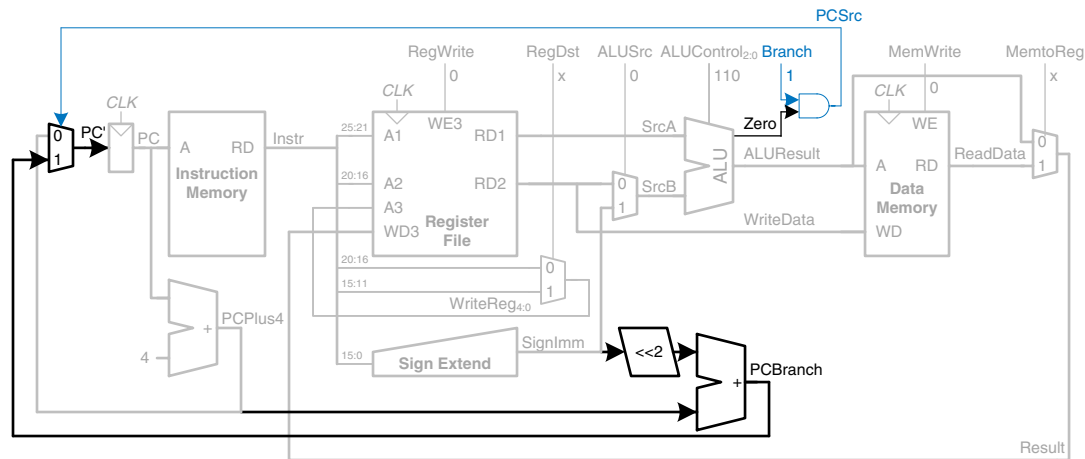 PCSrc
RegWrite RegDst ALUSrc ALUControl2:0 Branch MemWrite MemtoReg
0 x 0 110 1 0 x
CLK CLK CLK
0 1 PC' PC
A RD Instr
Instruction Memory
25:21 A1 WE3 RD1 SrcA Zero
20:16 A2 RD2 0 1 SrcB ALU ALUResult
A WE RD ReadData 0 1
A3
WD3 Register File
WriteData WD Data Memory
20:16 0
15:11 1
WriteReg4:0
PCPlus4
+
4
15:0 Sign Extend SignImm
<<2
+ PCBranch
Result